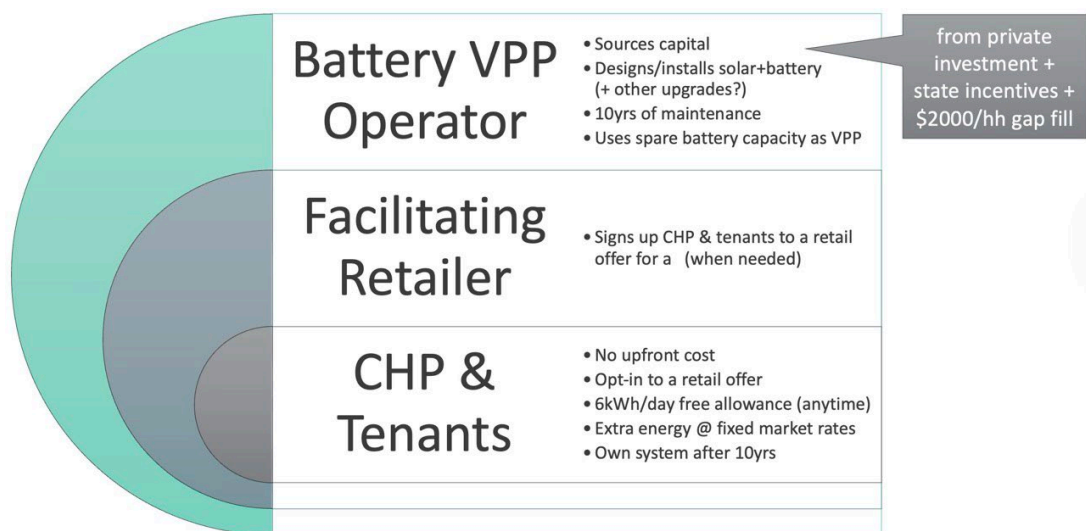 Battery VPP
Operator
• Sources capital
• Designs/installs solar+battery
(+ other upgrades?)
• 10yrs of maintenance
• Uses spare battery capacity as VPP
from private
investment +
state incentives +
$2000/hh gap fill
Facilitating
Retailer
• Signs up CHP & tenants to a retail
offer for a (when needed)
CHP &
Tenants
• No upfront cost
• Opt-in to a retail offer
• 6kWh/day free allowance (anytime)
• Extra energy @ fixed market rates
• Own system after 10yrs